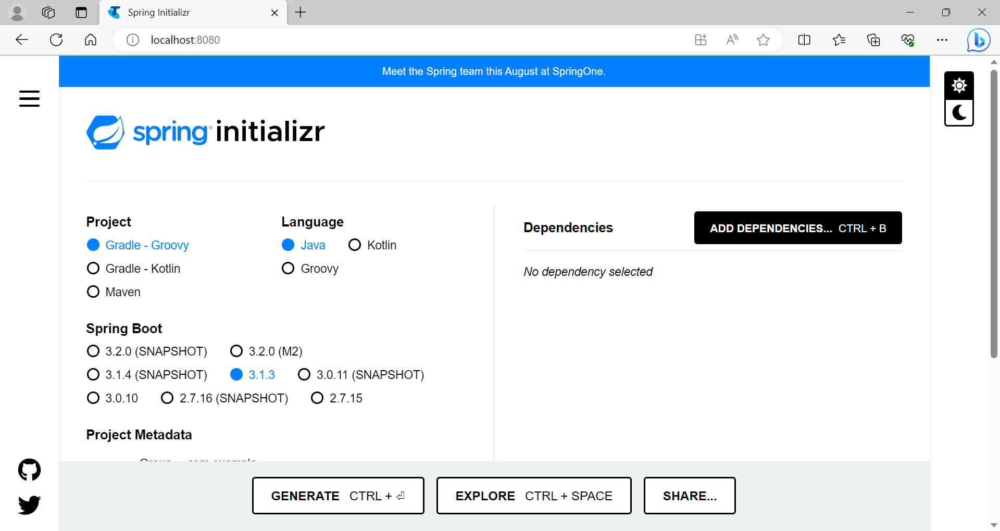 Spring Initializr
localhost:8080
Meet the Spring team this August at SpringOne.
spring® initializr
Project
Gradle - Groovy
Gradle - Kotlin
Maven
Language
Java Kotlin
Groovy
Dependencies
ADD DEPENDENCIES... CTRL + B
No dependency selected
Spring Boot
3.2.0 (SNAPSHOT) 3.2.0 (M2)
3.1.4 (SNAPSHOT) 3.1.3 3.0.11 (SNAPSHOT)
3.0.10 2.7.16 (SNAPSHOT) 2.7.15
Project Metadata
Group com.example
GENERATE CTRL + ⏎
EXPLORE CTRL + SPACE
SHARE...